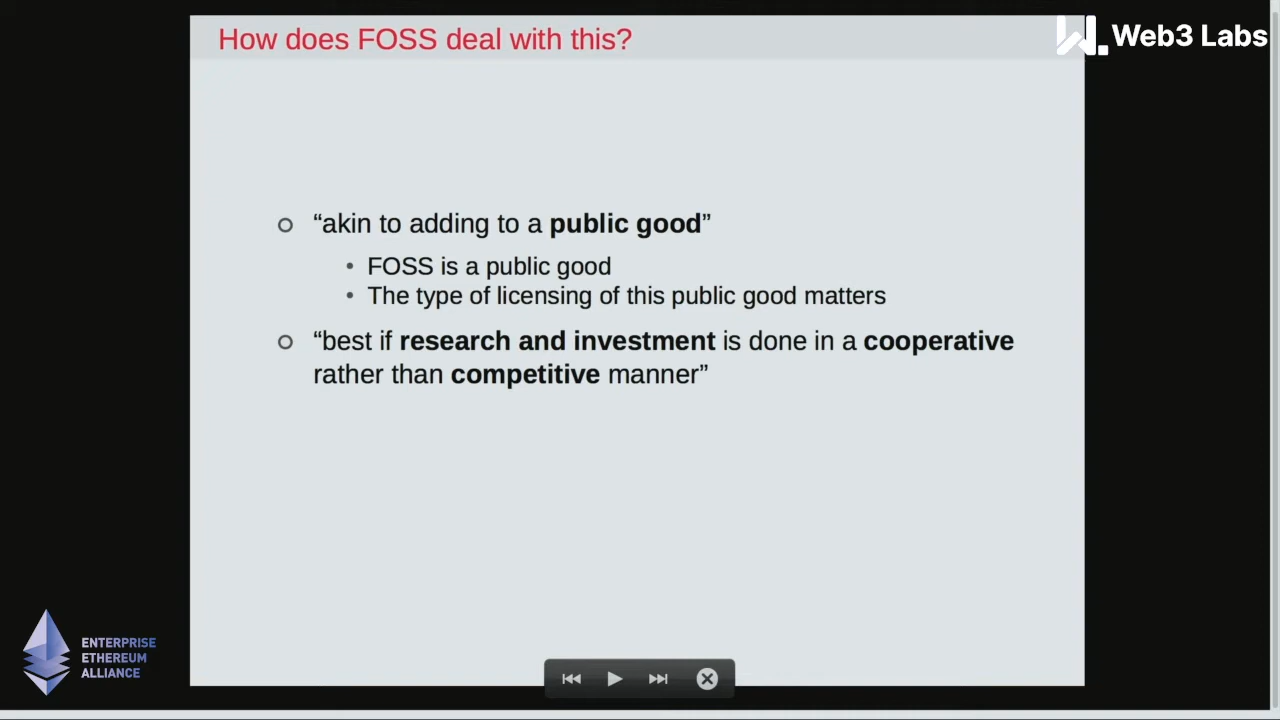 How does FOSS deal with this?
Web3 Labs
“akin to adding to a public good”
FOSS is a public good
The type of licensing of this public good matters
“best if research and investment is done in a cooperative
rather than competitive manner”
ENTERPRISE
ETHEREUM
ALLIANCE